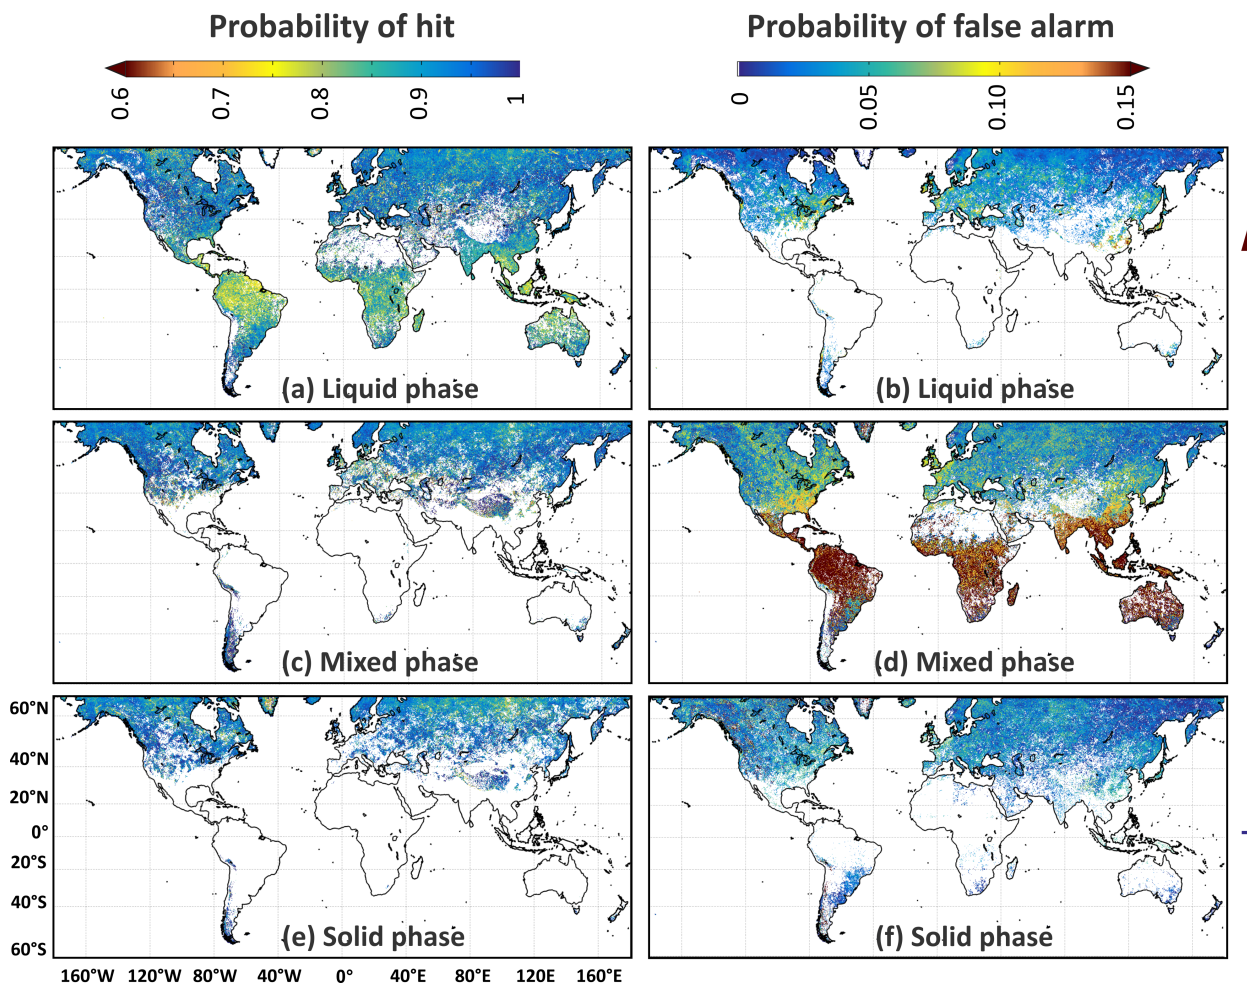 Probability of hit
Probability of false alarm
0.6 0.7 0.8 0.9 1
0 0.05 0.10 0.15
(a) Liquid phase
(b) Liquid phase
(c) Mixed phase
(d) Mixed phase
60°N
40°N
20°N
0°
20°S
40°S
60°S
(e) Solid phase
(f) Solid phase
160°W 120°W 80°W 40°W 0° 40°E 80°E 120E 160°E